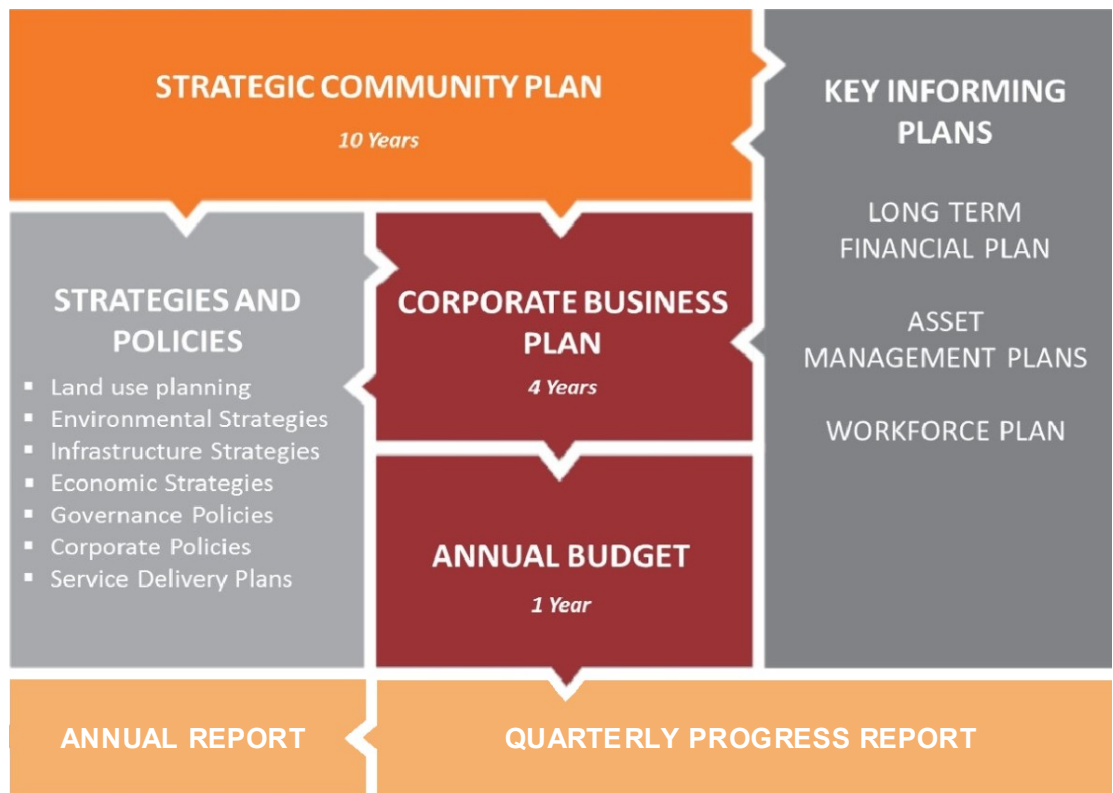 STRATEGIC COMMUNITY PLAN
10 Years
KEY INFORMING
PLANS
LONG TERM
FINANCIAL PLAN
ASSET
MANAGEMENT PLANS
WORKFORCE PLAN
STRATEGIES AND
POLICIES
▪ Land use planning
▪ Environmental Strategies
▪ Infrastructure Strategies
▪ Economic Strategies
▪ Governance Policies
▪ Corporate Policies
▪ Service Delivery Plans
CORPORATE BUSINESS
PLAN
4 Years
ANNUAL BUDGET
1 Year
ANNUAL REPORT
QUARTERLY PROGRESS REPORT